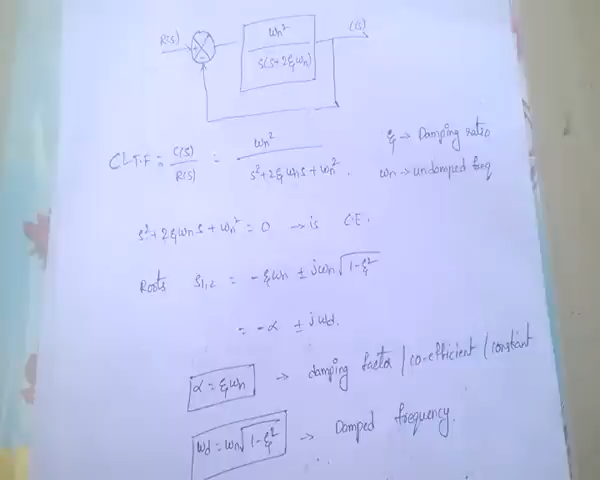 R(s) + - ωn² / s(s+2ξωn) C(s)
CLTF = C(s)/R(s) = ωn² / s²+2ξωns+ωn².
ξ → Damping ratio
ωn → undamped freq
s²+2ξωns+ωn² = 0 → is C.E.
Roots s1,2 = -ξωn ± jωn√1-ξ²
= -α ± jωd.
α = ξωn → damping factor / co-efficient / constant
ωd = ωn√1-ξ² → Damped frequency.